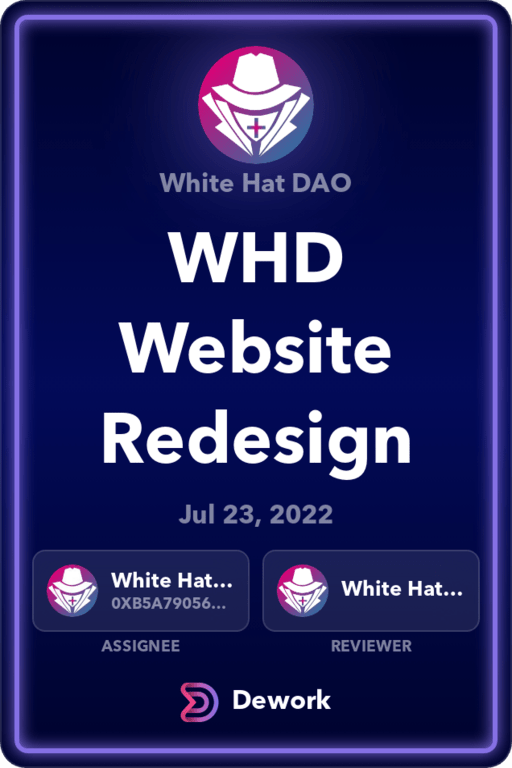 White Hat DAO
WHD
Website
Redesign
Jul 23, 2022
White Hat...
0XB5A79056...
ASSIGNEE
White Hat...
REVIEWER
Dework